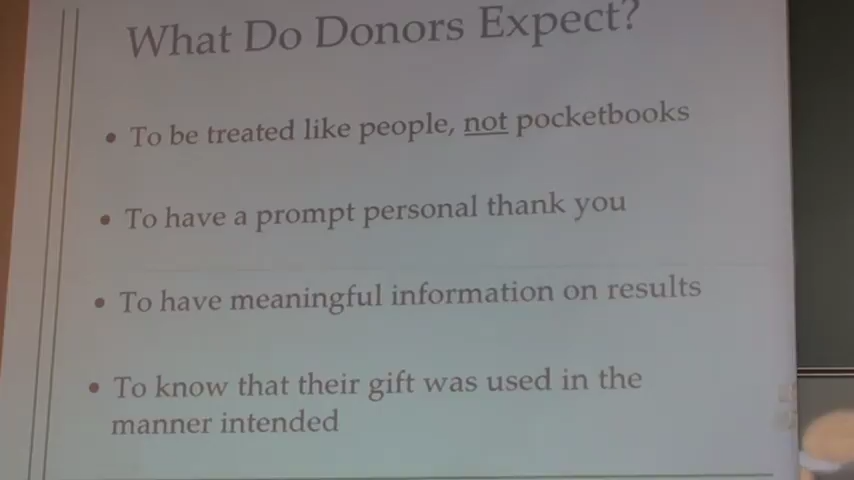 What Do Donors Expect?
• To be treated like people, not pocketbooks
• To have a prompt personal thank you
• To have meaningful information on results
• To know that their gift was used in the
manner intended